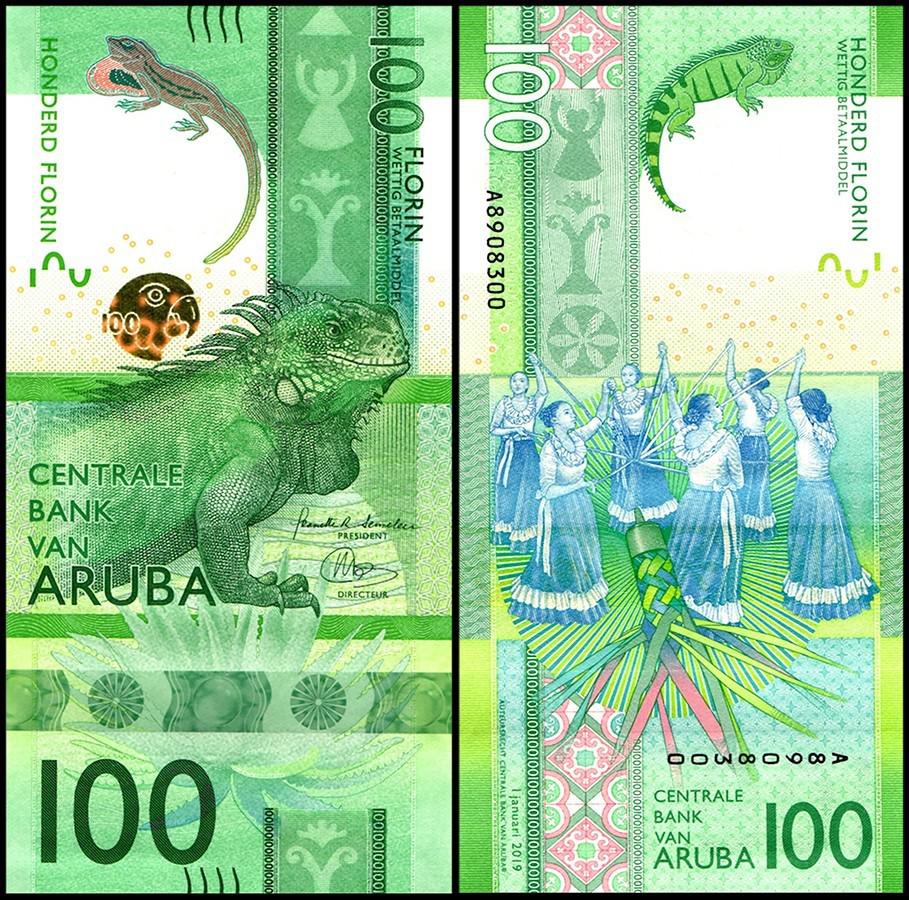 HONDERD FLORIN
WETTIG BETAALMIDDEL
A8908300
100
CENTRALE
BANK
VAN
ARUBA
100
A8908300
1 januari 2019
AUTEURSRECHT CENTRALE BANK VAN ARUBA®
100 FLORIN
WETTIG BETAALMIDDEL
PRESIDENT
DIRECTEUR
100
CENTRALE
BANK
VAN
ARUBA
100
HONDERD FLORIN